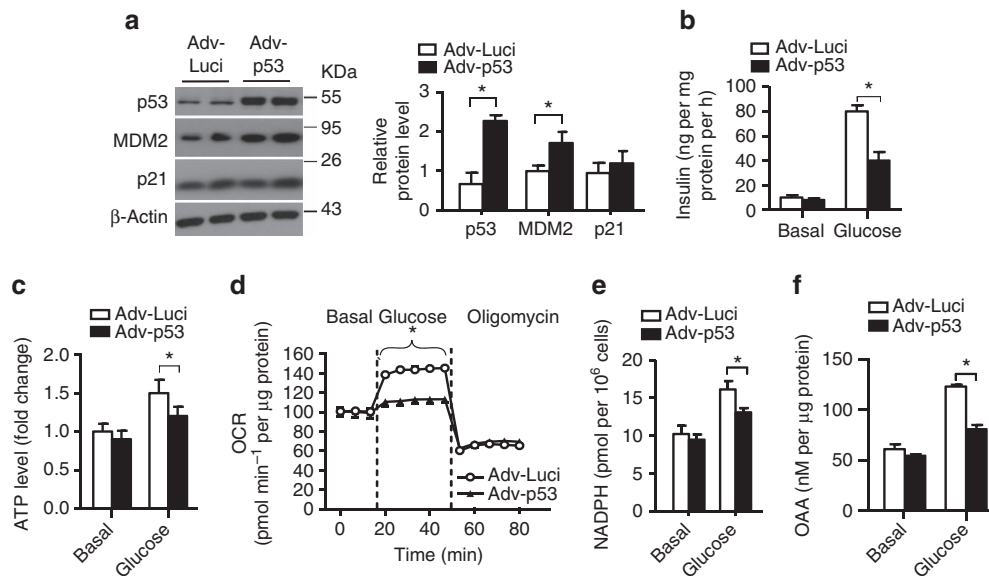 a
Adv-
Luci
Adv-
p53
KDa
p53
MDM2
p21
β-Actin
55
95
26
43
Adv-Luci
Adv-p53
Relative
protein level
3
2
1
0
*
*
p53 MDM2 p21
b
Adv-Luci
Adv-p53
Insulin (ng per mg
protein per h)
100
80
60
40
20
0
*
Basal Glucose
c
Adv-Luci
Adv-p53
ATP level (fold change)
2.0
1.5
1.0
0.5
0.0
*
Basal
Glucose
d
Basal Glucose Oligomycin
*
OCR
(pmol min⁻¹ per μg protein)
160
140
120
100
80
60
40
20
0
Adv-Luci
Adv-p53
0 20 40 60 80
Time (min)
e
Adv-Luci
Adv-p53
NADPH (pmol per 10⁶ cells)
20
15
10
5
0
*
Basal
Glucose
f
Adv-Luci
Adv-p53
OAA (nM per μg protein)
150
100
50
0
*
Basal
Glucose